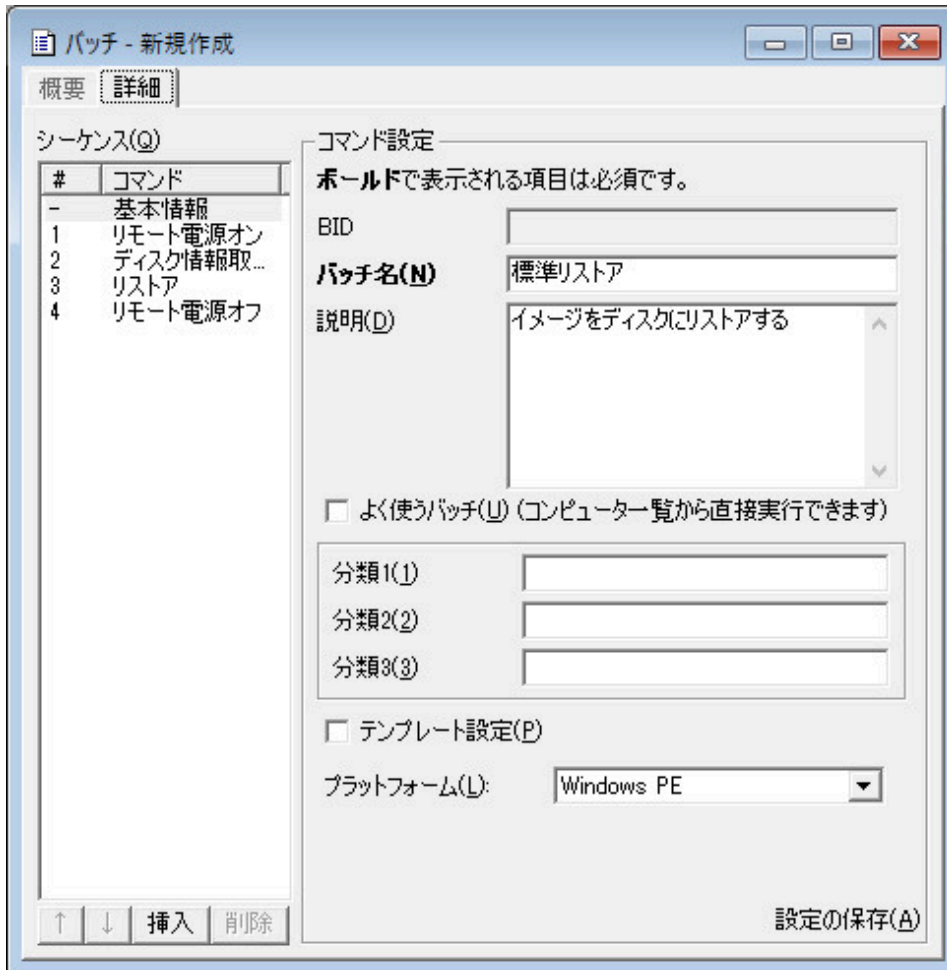 バッチ - 新規作成
概要 詳細
シーケンス(Q)
# コマンド
- 基本情報
1 リモート電源オン
2 ディスク情報取...
3 リストア
4 リモート電源オフ
↑ ↓ 挿入 削除
コマンド設定
ボールドで表示される項目は必須です。
BID
バッチ名(N) 標準リストア
説明(D) イメージをディスクにリストアする
よく使うバッチ(U) (コンピューター覧から直接実行できます)
分類1(1)
分類2(2)
分類3(3)
テンプレート設定(P)
プラットフォーム(L): Windows PE
設定の保存(A)